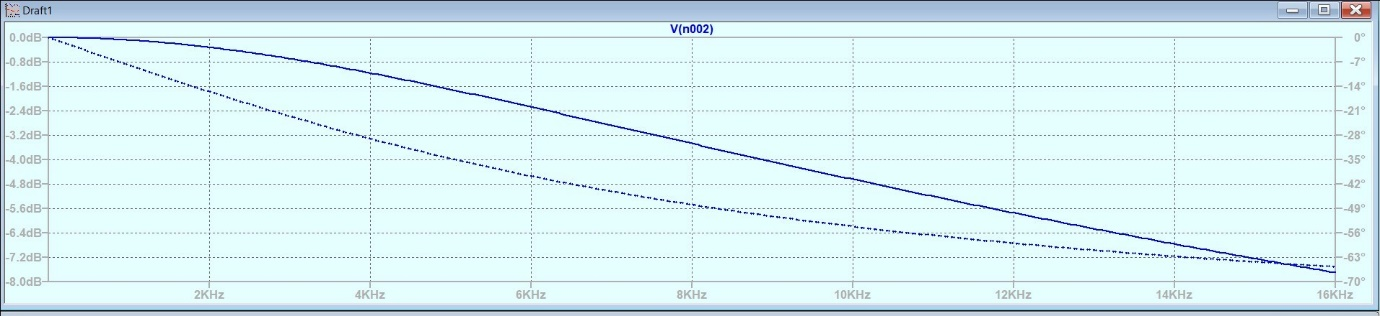 Draft1
V(n002)
0.0dB 0°
-0.8dB -7°
-1.6dB -14°
-2.4dB -21°
-3.2dB -28°
-4.0dB -35°
-4.8dB -42°
-5.6dB -49°
-6.4dB -56°
-7.2dB -63°
-8.0dB -70°
2KHz 4KHz 6KHz 8KHz 10KHz 12KHz 14KHz 16KHz